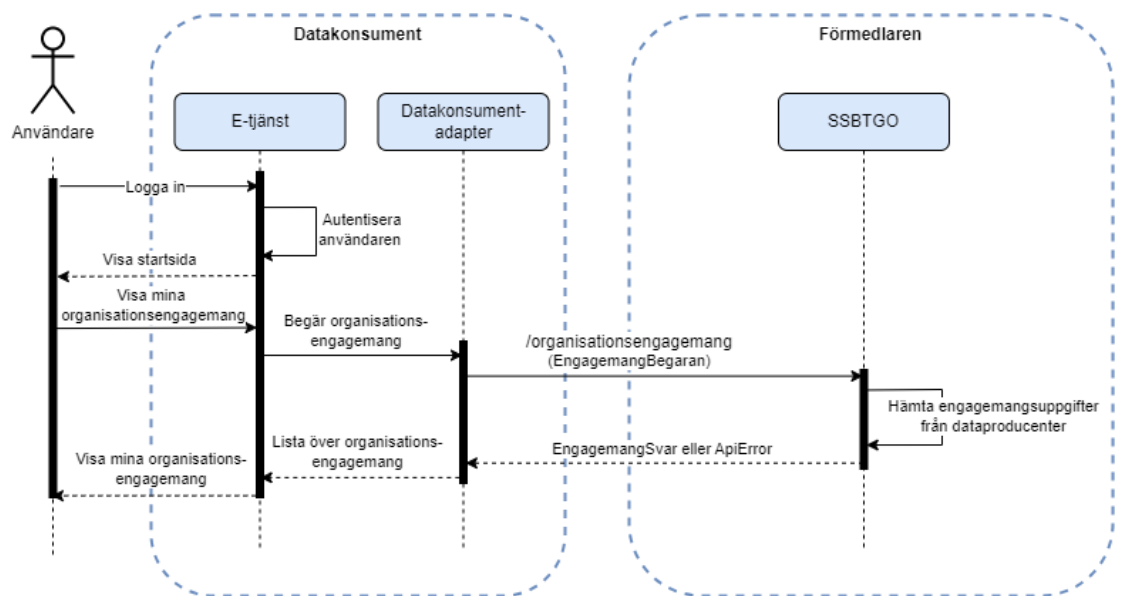 Datakonsument
Förmedlaren
Användare
E-tjänst
Datakonsument-
adapter
SSBTGO
Logga in
Autentisera
användaren
Visa startsida
Visa mina
organisationsengagemang
Begär organisations-
engagemang
/organisationsengagemang
(EngagemangBegaran)
Hämta engagemangsuppgifter
från dataproducenter
EngagemangSvar eller ApiError
Lista över organisations-
engagemang
Visa mina organisations-
engagemang